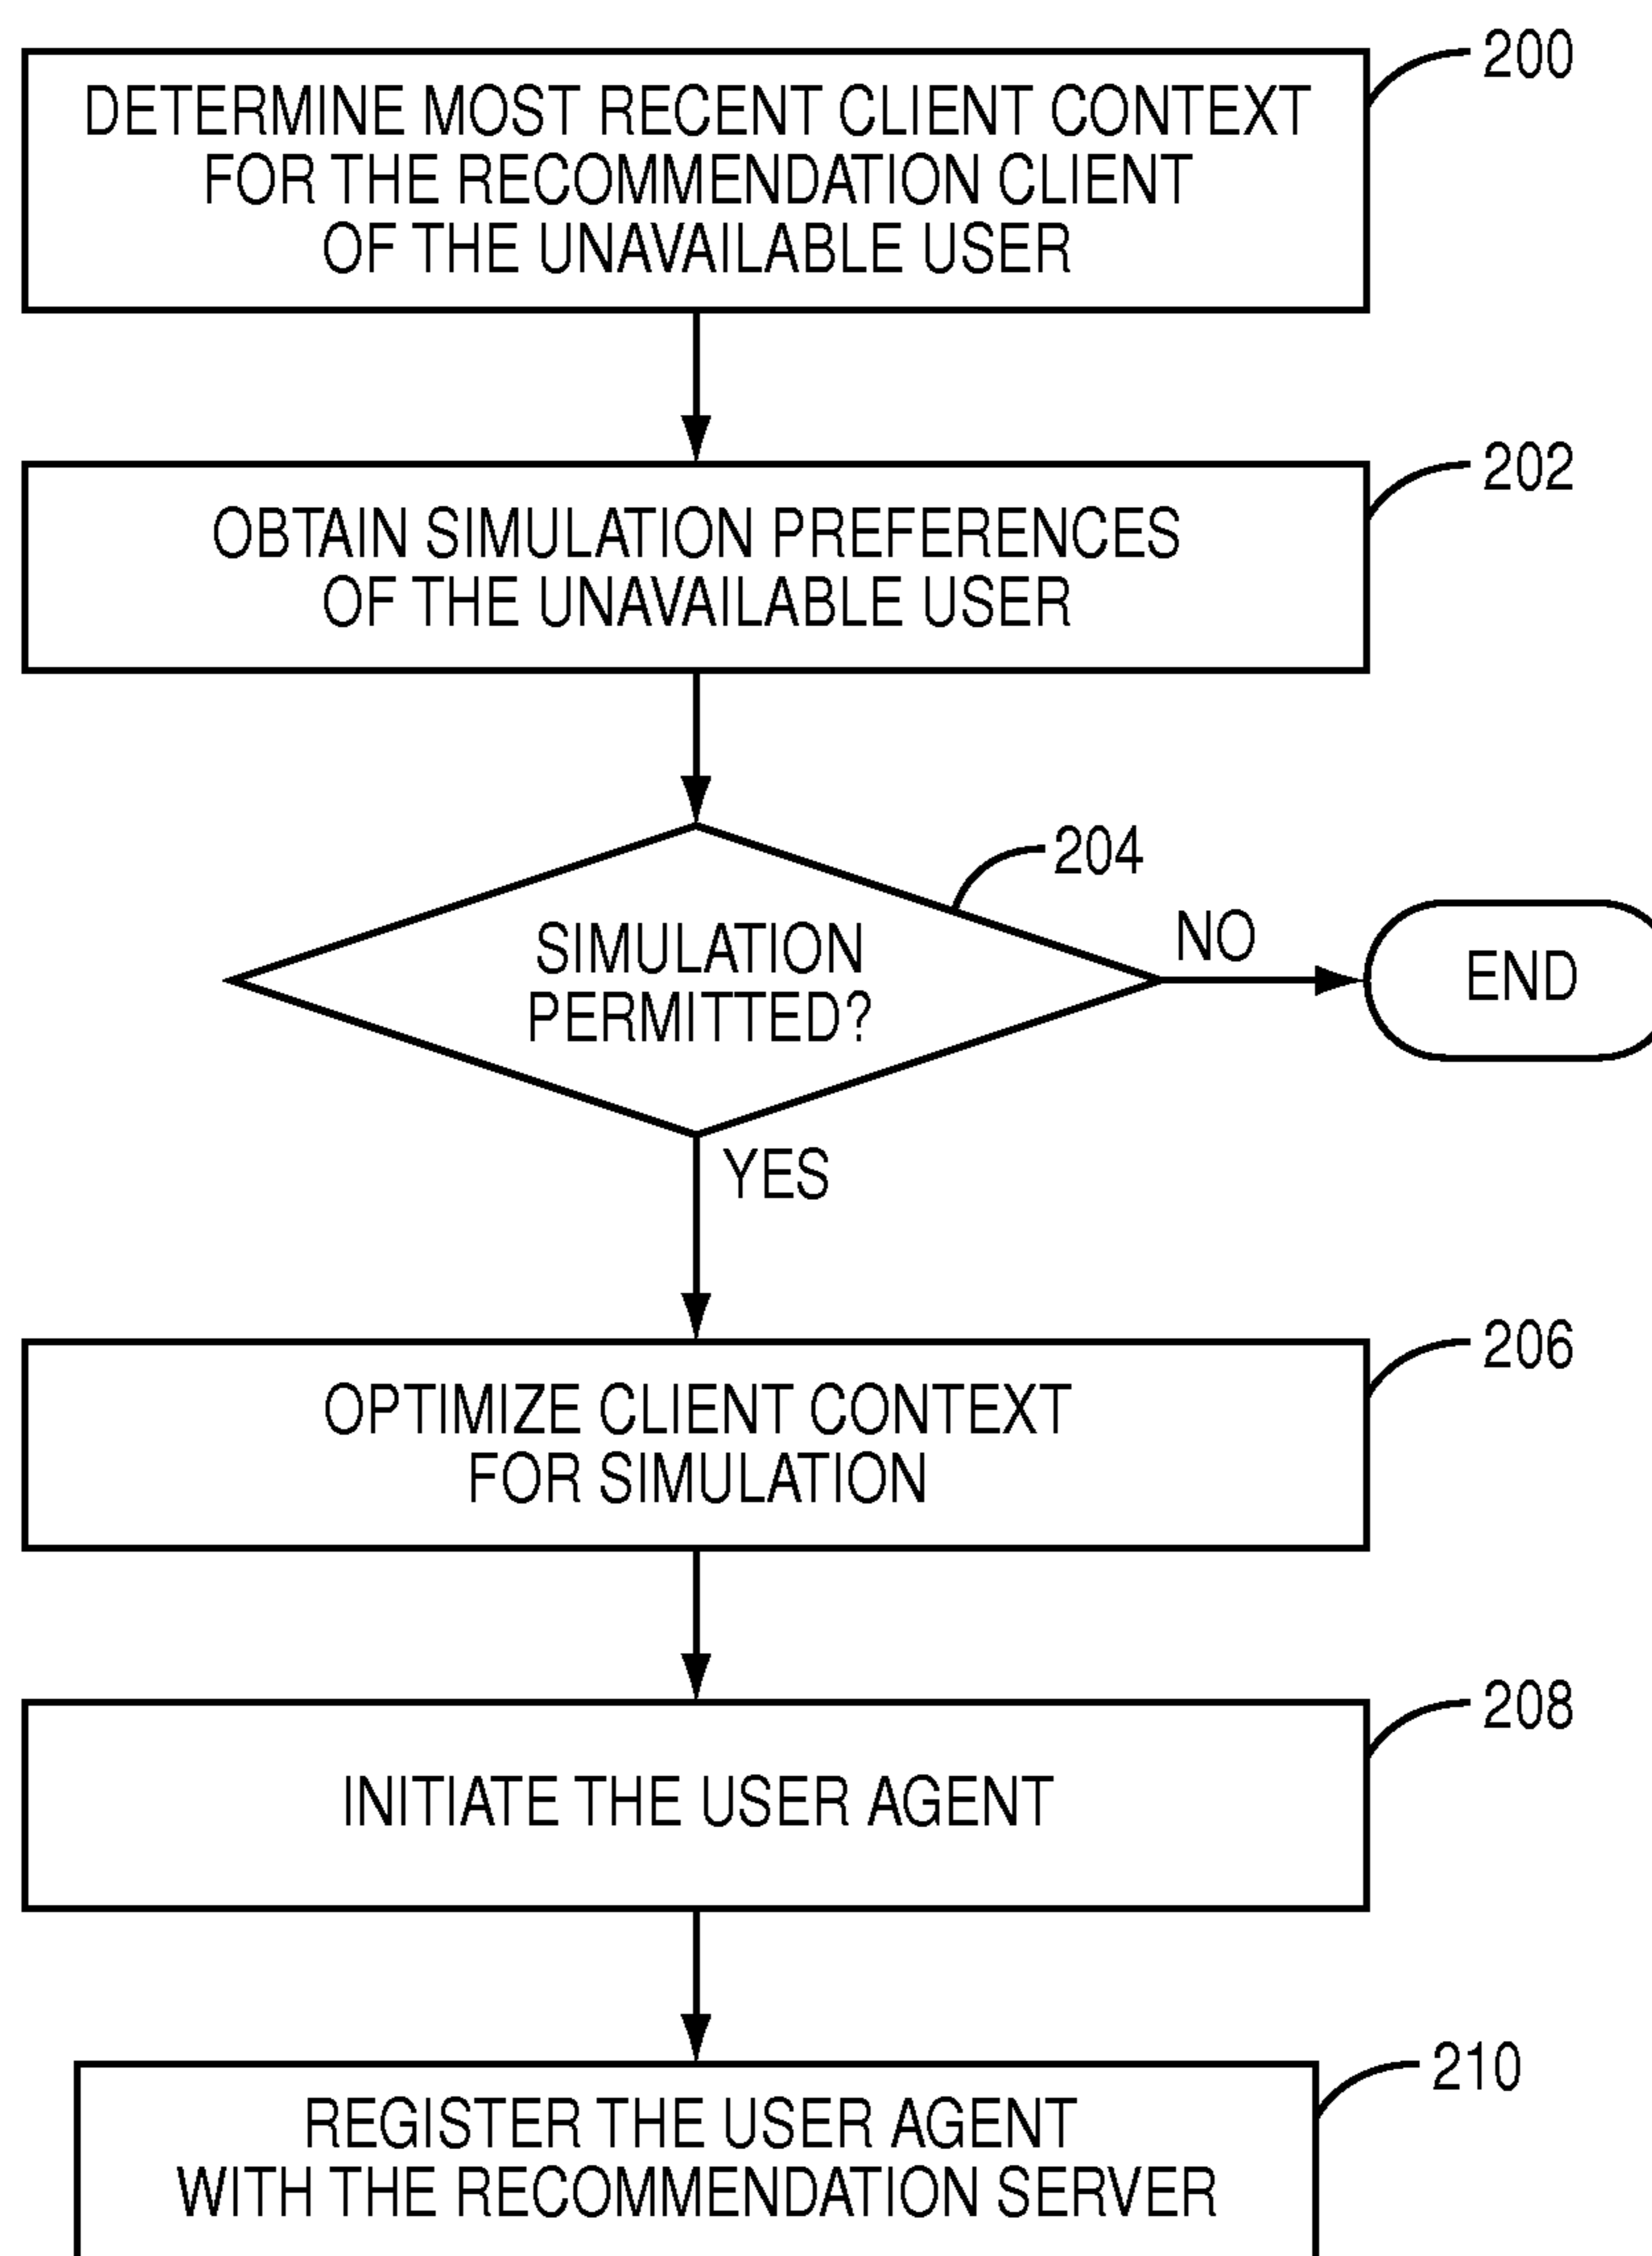 200
DETERMINE MOST RECENT CLIENT CONTEXT
FOR THE RECOMMENDATION CLIENT
OF THE UNAVAILABLE USER
202
OBTAIN SIMULATION PREFERENCES
OF THE UNAVAILABLE USER
204
SIMULATION
PERMITTED?
NO
END
YES
206
OPTIMIZE CLIENT CONTEXT
FOR SIMULATION
208
INITIATE THE USER AGENT
210
REGISTER THE USER AGENT
WITH THE RECOMMENDATION SERVER